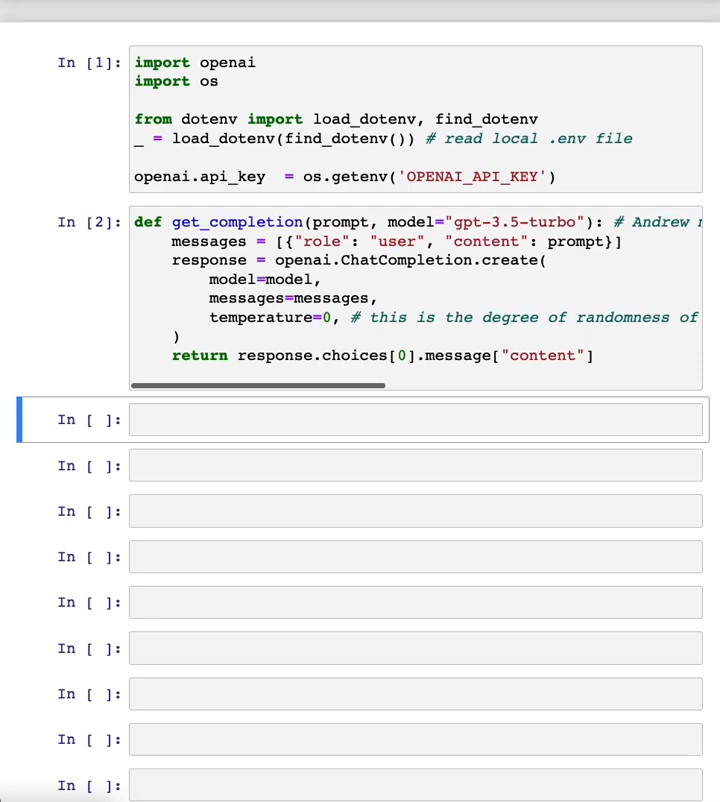 In [1]: import openai
import os
from dotenv import load_dotenv, find_dotenv
_ = load_dotenv(find_dotenv()) # read local .env file
openai.api_key  = os.getenv('OPENAI_API_KEY')
In [2]: def get_completion(prompt, model="gpt-3.5-turbo"): # Andrew
messages = [{"role": "user", "content": prompt}]
response = openai.ChatCompletion.create(
model=model,
messages=messages,
temperature=0, # this is the degree of randomness of
)
return response.choices[0].message["content"]
In [ ]:
In [ ]:
In [ ]:
In [ ]:
In [ ]:
In [ ]:
In [ ]:
In [ ]:
In [ ]: